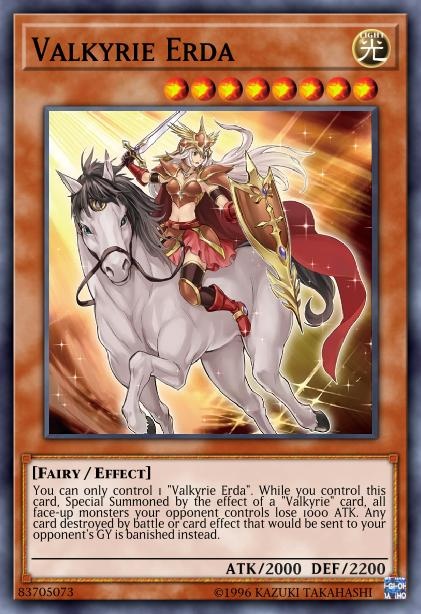 Valkyrie Erda
LIGHT
光
[Fairy / Effect]
You can only control 1 "Valkyrie Erda". While you control this
card, Special Summoned by the effect of a "Valkyrie" card, all
face-up monsters your opponent controls lose 1000 ATK. Any
card destroyed by battle or card effect that would be sent to your
opponent's GY is banished instead.
ATK/2000 DEF/2200
83705073
©1996 KAZUKI TAKAHASHI